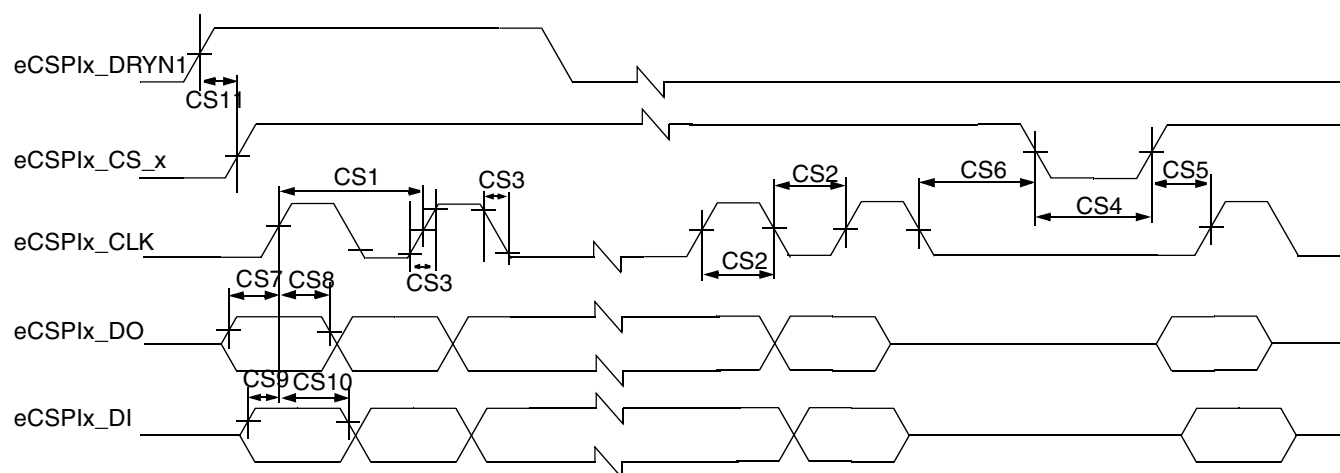 eCSPIx_DRYN1
CS11
eCSPIx_CS_x
CS1
CS3
CS2
CS6
CS5
CS4
eCSPIx_CLK
CS3
CS2
CS7
CS8
eCSPIx_DO
CS9
CS10
eCSPIx_DI